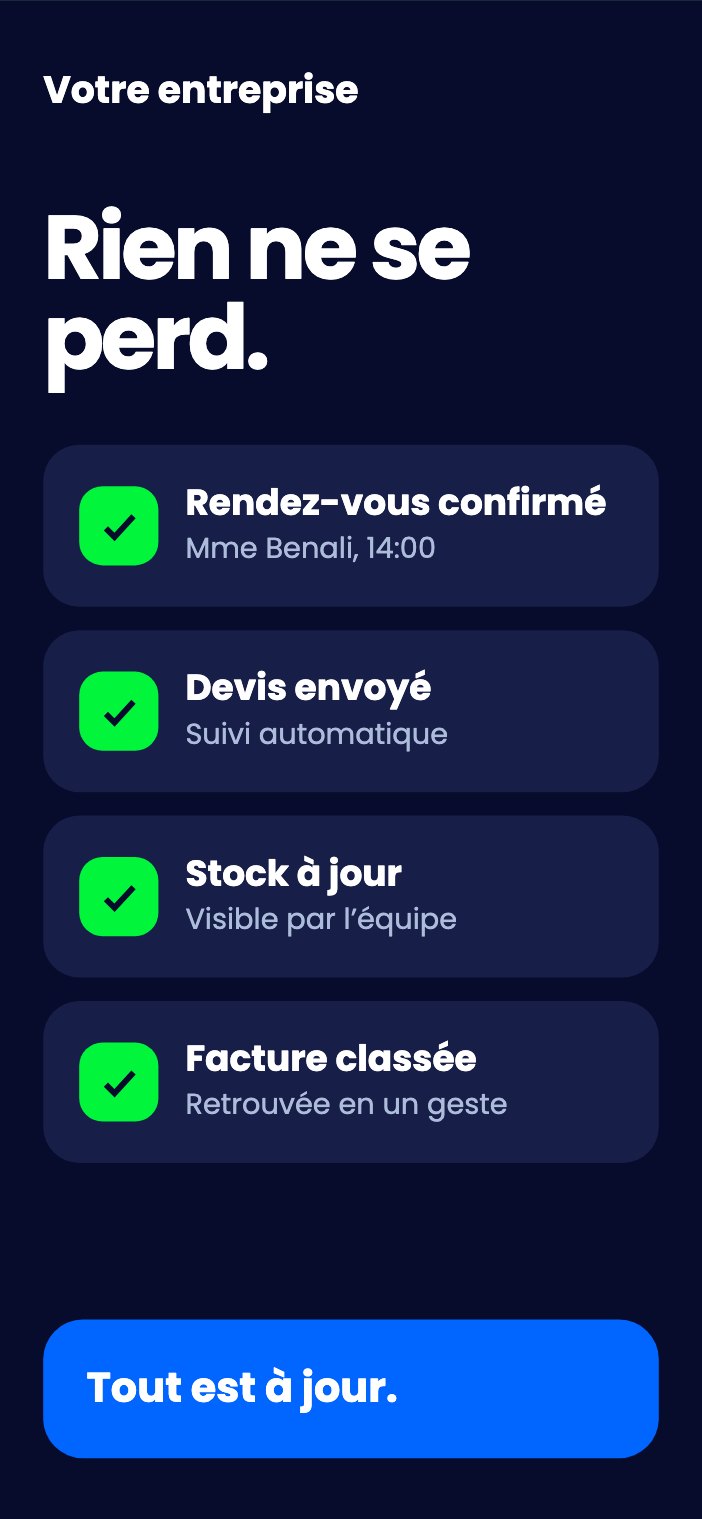 Votre entreprise
Rien ne se
perd.
Rendez-vous confirmé
Mme Benali, 14:00
Devis envoyé
Suivi automatique
Stock à jour
Visible par l’équipe
Facture classée
Retrouvée en un geste
Tout est à jour.